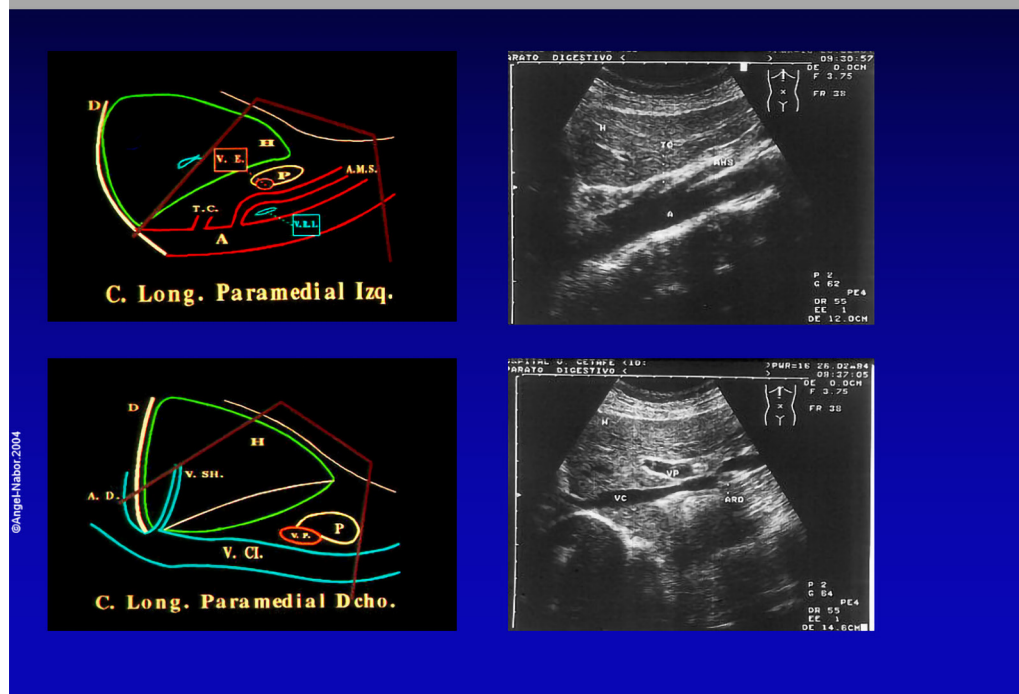 D
H
V. E.
P
A.M.S.
T.C.
A
V.R.I.
C. Long. Paramedial Izq.
ARATO DIGESTIVO <
09:30:57
DE 0.0CM
F 3.75
FR 38
H
TC
AMS
A
P 2
G 62
PE4
DR 55
EE 1
DE 12.0CM
D
H
V. SH.
A. D.
V. P.
P
V. CI.
C. Long. Paramedial Dcho.
PWR=16 26.02.94
ARATO DIGESTIVO <
09:37:05
DE 0.0CM
F 3.75
FR 38
H
VP
VC
ARD
P 2
G 64
PE4
DR 55
EE 1
DE 14.6CM
©Angel-Nabor.2004